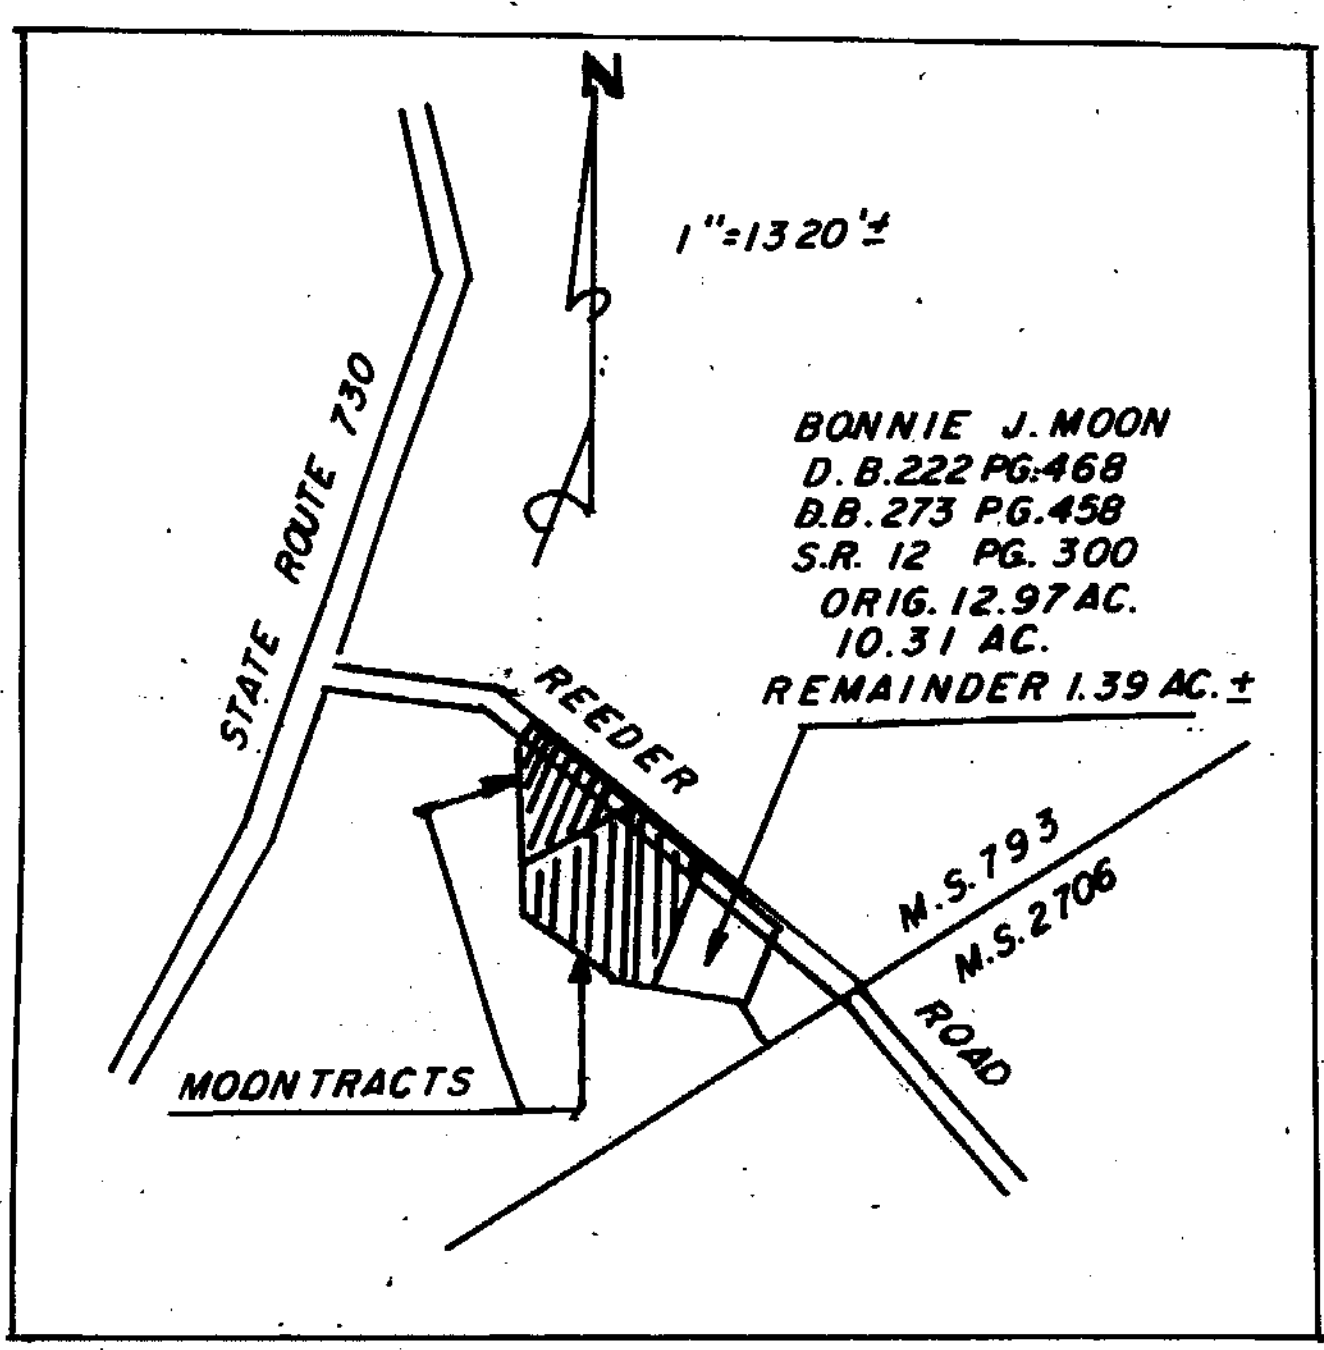 N
1"=1320'±
STATE ROUTE 730
BONNIE J. MOON
D.B.222 PG.468
D.B.273 PG.458
S.R. 12 PG. 300
ORIG. 12.97 AC.
10.31 AC.
REMAINDER 1.39 AC.±
REEDER
ROAD
M.S.793
M.S.2706
MOON TRACTS